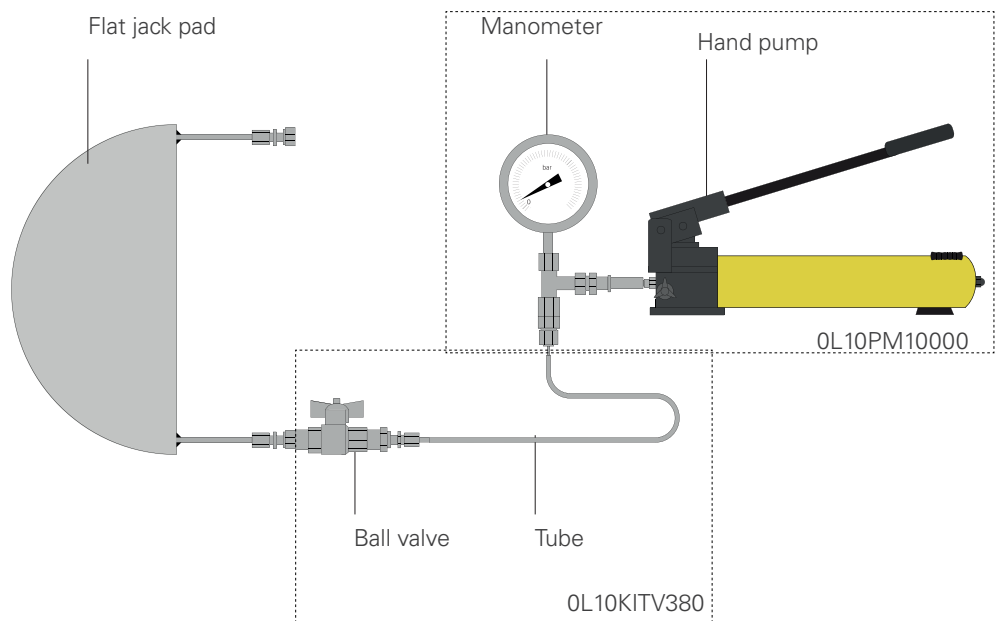 Flat jack pad
Manometer
Hand pump
bar
0
0L10PM10000
Ball valve
Tube
0L10KITV380